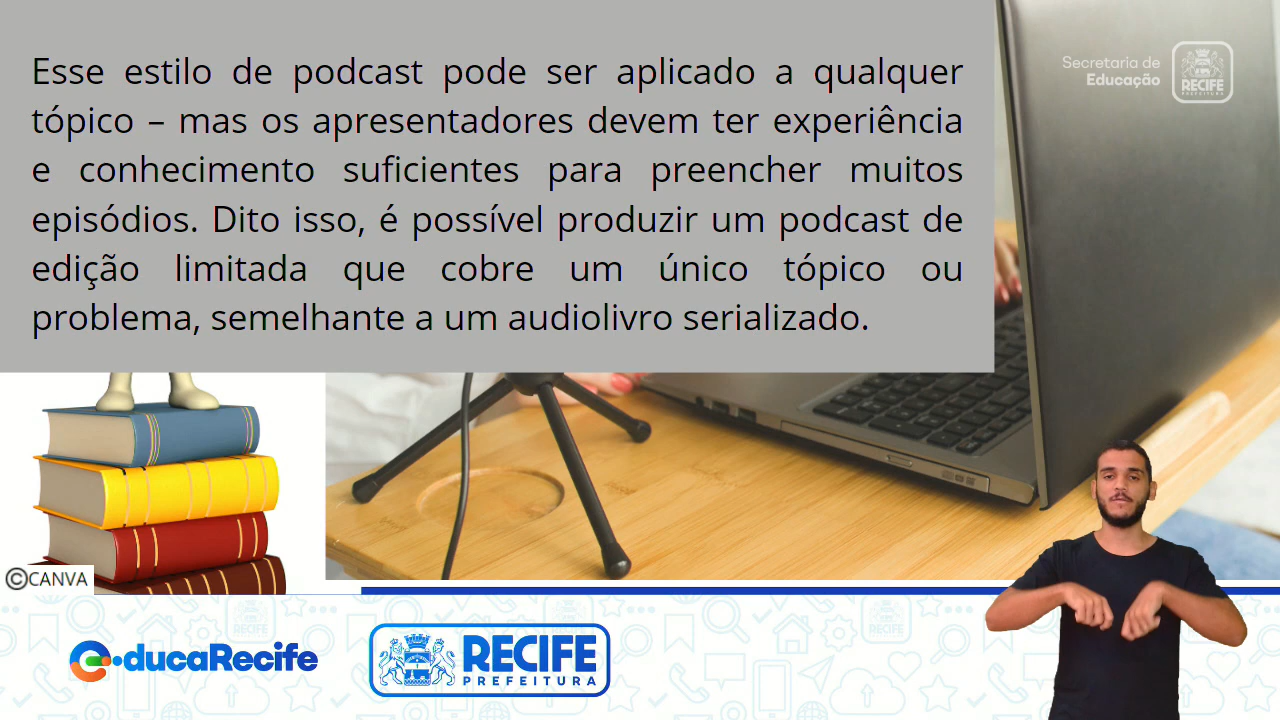 Esse estilo de podcast pode ser aplicado a qualquer
tópico – mas os apresentadores devem ter experiência
e conhecimento suficientes para preencher muitos
episódios. Dito isso, é possível produzir um podcast de
edição limitada que cobre um único tópico ou
problema, semelhante a um audiolivro serializado.
Secretaria de
Educação
RECIFE
PREFEITURA
©CANVA
ducaRecife
RECIFE
PREFEITURA